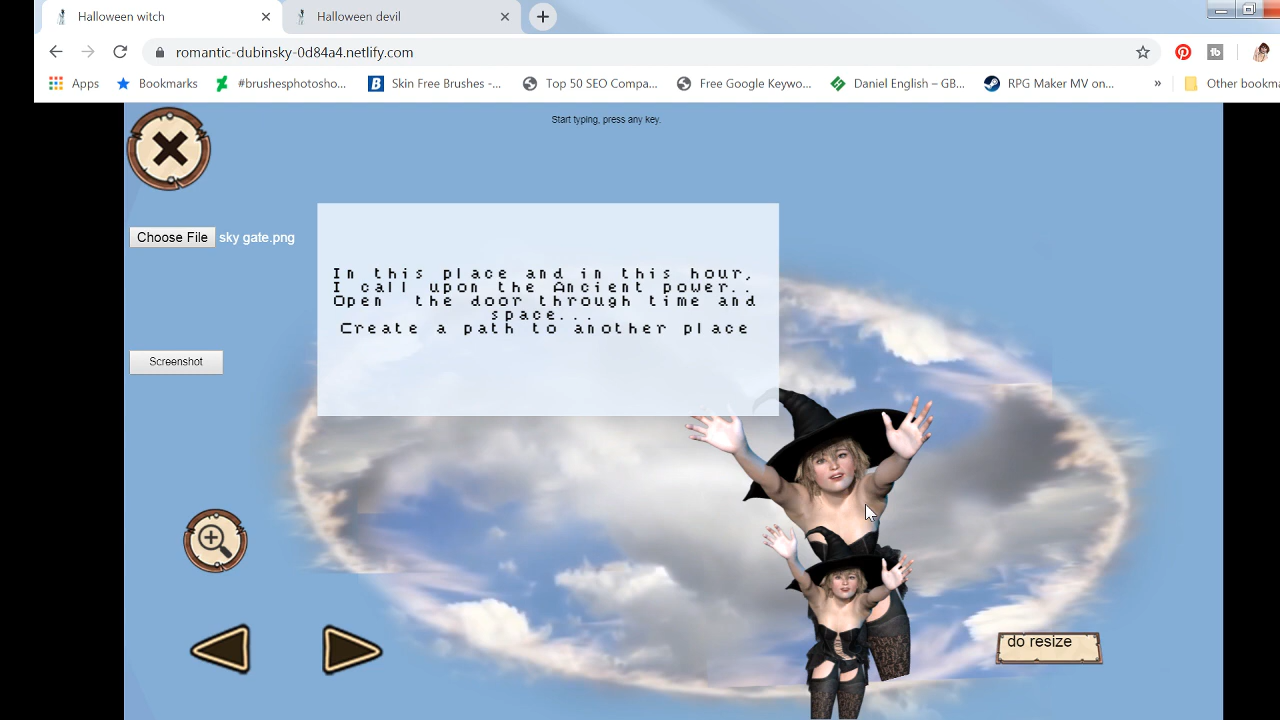 Halloween witch
Halloween devil
romantic-dubinsky-0d84a4.netlify.com
Apps
Bookmarks
#brushesphotosho...
B
Skin Free Brushes -...
Top 50 SEO Compa...
Free Google Keywo...
Daniel English – GB...
RPG Maker MV on...
»
Other bookma
Start typing, press any key.
Choose File sky gate.png
In this place and in this hour,
I call upon the Ancient power..
Open the door through time and
space...
Create a path to another place
Screenshot
do resize